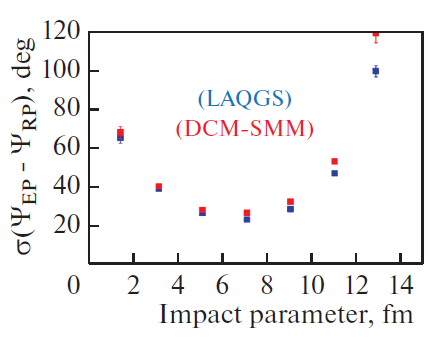 120
100
80
60
40
20
0
σ(Ψ_EP - Ψ_RP), deg
(LAQGS)
(DCM-SMM)
2 4 6 8 10 12 14
Impact parameter, fm